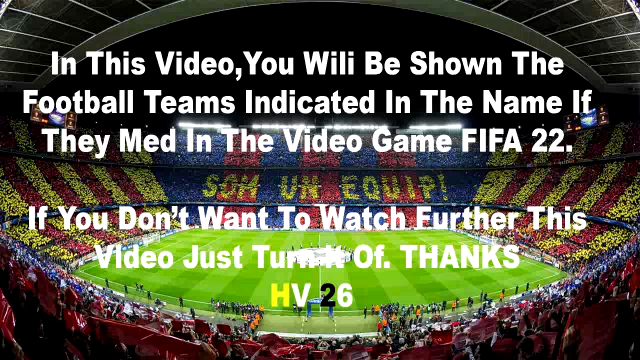 In This Video,You Wili Be Shown The
Football Teams Indicated In The Name If
They Med In The Video Game FIFA 22.
SOM UN EQUIP!
If You Don't Want To Watch Further This
Video Just Turn It Of. THANKS
HV 26